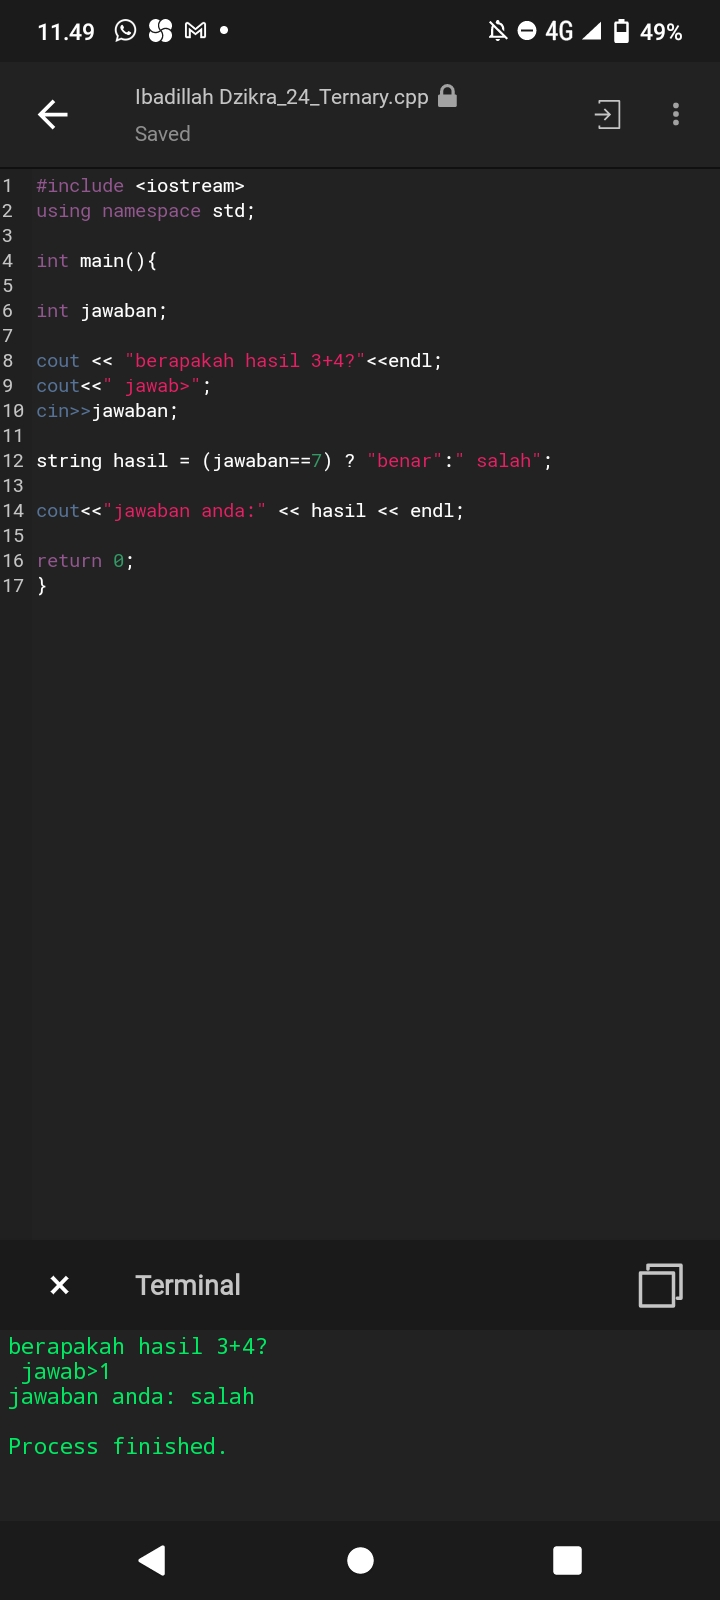 11.49 4G 49%
Ibadillah Dzikra_24_Ternary.cpp
Saved
1 #include <iostream>
2 using namespace std;
3
4 int main(){
5
6 int jawaban;
7
8 cout << "berapakah hasil 3+4?"<<endl;
9 cout<<" jawab>";
10 cin>>jawaban;
11
12 string hasil = (jawaban==7) ? "benar":" salah";
13
14 cout<<"jawaban anda:" << hasil << endl;
15
16 return 0;
17 }
Terminal
berapakah hasil 3+4?
 jawab>1
jawaban anda: salah
Process finished.